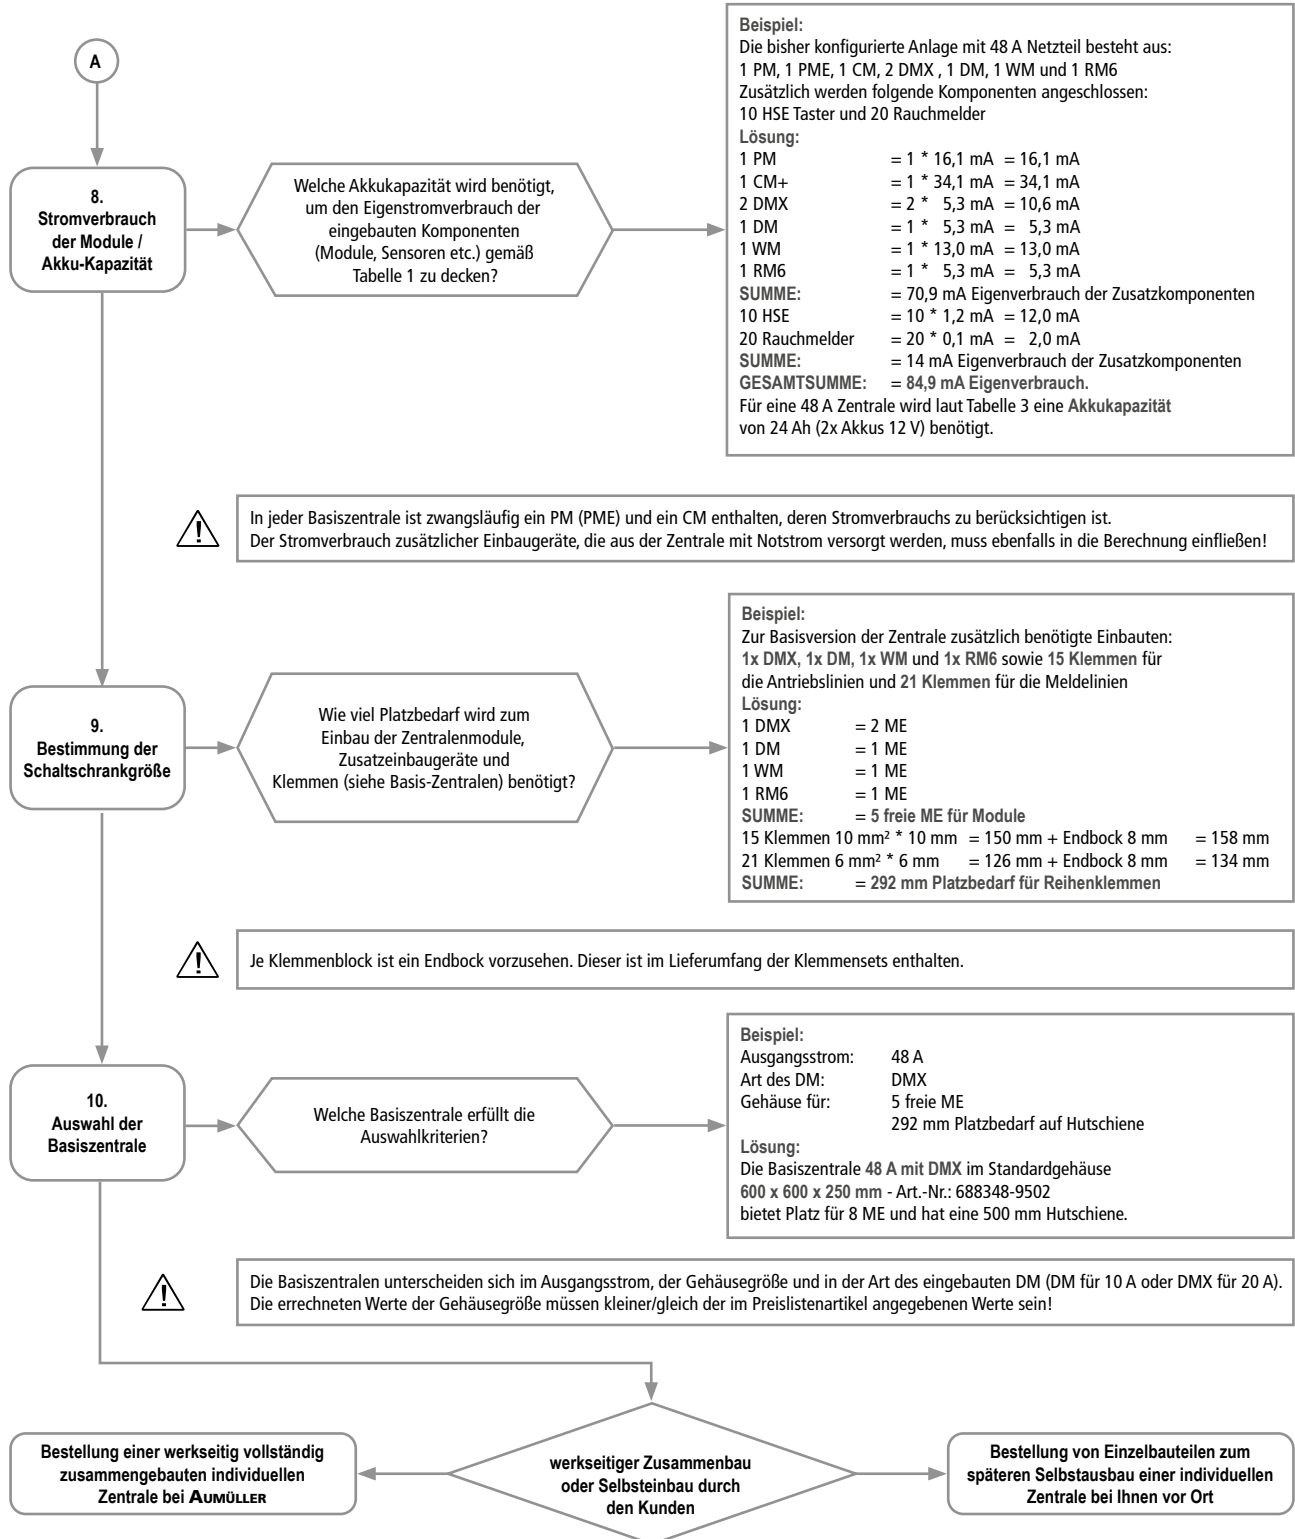 A
8.
Stromverbrauch
der Module /
Akku-Kapazität
Welche Akkukapazität wird benötigt,
um den Eigenstromverbrauch der
eingebauten Komponenten
(Module, Sensoren etc.) gemäß
Tabelle 1 zu decken?
Beispiel:
Die bisher konfigurierte Anlage mit 48 A Netzteil besteht aus:
1 PM, 1 PME, 1 CM, 2 DMX , 1 DM, 1 WM und 1 RM6
Zusätzlich werden folgende Komponenten angeschlossen:
10 HSE Taster und 20 Rauchmelder
Lösung:
1 PM = 1 * 16,1 mA = 16,1 mA
1 CM+ = 1 * 34,1 mA = 34,1 mA
2 DMX = 2 * 5,3 mA = 10,6 mA
1 DM = 1 * 5,3 mA = 5,3 mA
1 WM = 1 * 13,0 mA = 13,0 mA
1 RM6 = 1 * 5,3 mA = 5,3 mA
SUMME: = 70,9 mA Eigenverbrauch der Zusatzkomponenten
10 HSE = 10 * 1,2 mA = 12,0 mA
20 Rauchmelder = 20 * 0,1 mA = 2,0 mA
SUMME: = 14 mA Eigenverbrauch der Zusatzkomponenten
GESAMTSUMME: = 84,9 mA Eigenverbrauch.
Für eine 48 A Zentrale wird laut Tabelle 3 eine Akkukapazität
von 24 Ah (2x Akkus 12 V) benötigt.
In jeder Basiszentrale ist zwangsläufig ein PM (PME) und ein CM enthalten, deren Stromverbrauchs zu berücksichtigen ist.
Der Stromverbrauch zusätzlicher Einbaugeräte, die aus der Zentrale mit Notstrom versorgt werden, muss ebenfalls in die Berechnung einfließen!
9.
Bestimmung der
Schaltschrankgröße
Wie viel Platzbedarf wird zum
Einbau der Zentralenmodule,
Zusatzeinbaugeräte und
Klemmen (siehe Basis-Zentralen) benötigt?
Beispiel:
Zur Basisversion der Zentrale zusätzlich benötigte Einbauten:
1x DMX, 1x DM, 1x WM und 1x RM6 sowie 15 Klemmen für
die Antriebslinien und 21 Klemmen für die Meldelinien
Lösung:
1 DMX = 2 ME
1 DM = 1 ME
1 WM = 1 ME
1 RM6 = 1 ME
SUMME: = 5 freie ME für Module
15 Klemmen 10 mm² * 10 mm = 150 mm + Endbock 8 mm = 158 mm
21 Klemmen 6 mm² * 6 mm = 126 mm + Endbock 8 mm = 134 mm
SUMME: = 292 mm Platzbedarf für Reihenklemmen
Je Klemmenblock ist ein Endbock vorzusehen. Dieser ist im Lieferumfang der Klemmensets enthalten.
10.
Auswahl der
Basiszentrale
Welche Basiszentrale erfüllt die
Auswahlkriterien?
Beispiel:
Ausgangsstrom: 48 A
Art des DM: DMX
Gehäuse für: 5 freie ME
292 mm Platzbedarf auf Hutschiene
Lösung:
Die Basiszentrale 48 A mit DMX im Standardgehäuse
600 x 600 x 250 mm - Art.-Nr.: 688348-9502
bietet Platz für 8 ME und hat eine 500 mm Hutschiene.
Die Basiszentralen unterscheiden sich im Ausgangsstrom, der Gehäusegröße und in der Art des eingebauten DM (DM für 10 A oder DMX für 20 A).
Die errechneten Werte der Gehäusegröße müssen kleiner/gleich der im Preislistenartikel angegebenen Werte sein!
Bestellung einer werkseitig vollständig
zusammengebauten individuellen
Zentrale bei AUMÜLLER
werkseitiger Zusammenbau
oder Selbsteinbau durch
den Kunden
Bestellung von Einzelbauteilen zum
späteren Selbstausbau einer individuellen
Zentrale bei Ihnen vor Ort